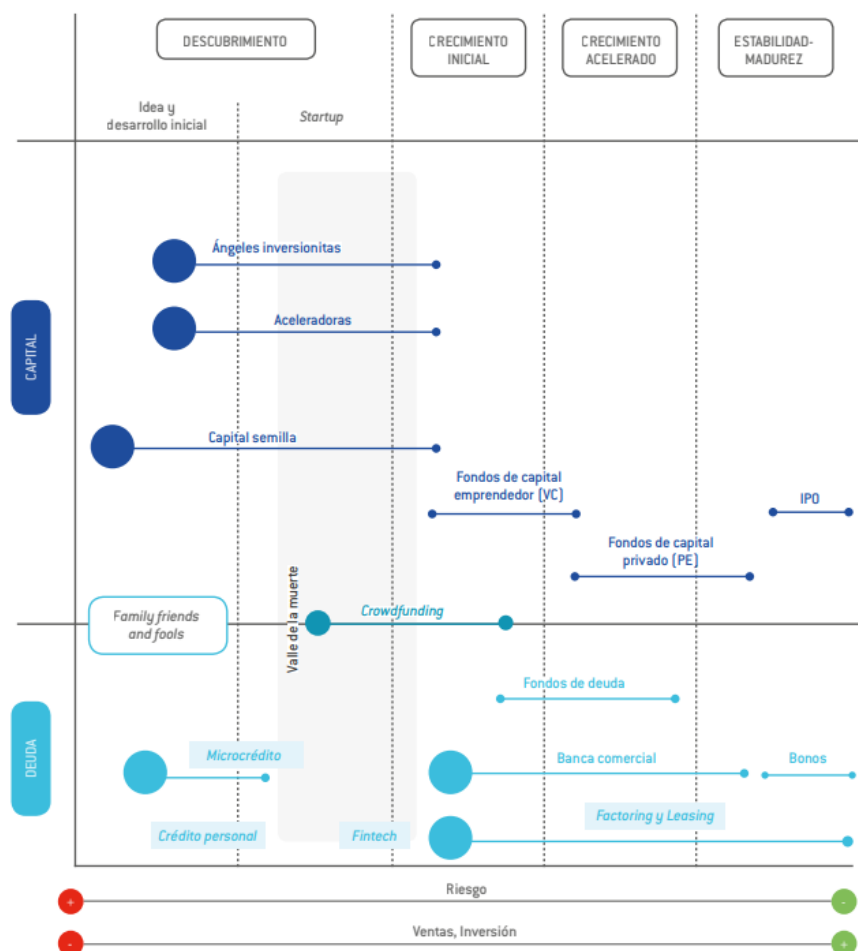 DESCUBRIMIENTO
CRECIMIENTO
INICIAL
CRECIMIENTO
ACELERADO
ESTABILIDAD-
MADUREZ
Idea y
desarrollo inicial
Startup
CAPITAL
Ángeles inversionitas
Aceleradoras
Capital semilla
Fondos de capital
emprendedor (VC)
IPO
Fondos de capital
privado (PE)
Valle de la muerte
Family friends
and fools
Crowdfunding
DEUDA
Fondos de deuda
Microcrédito
Banca comercial
Bonos
Crédito personal
Fintech
Factoring y Leasing
+
Riesgo
-
-
Ventas, Inversión
+